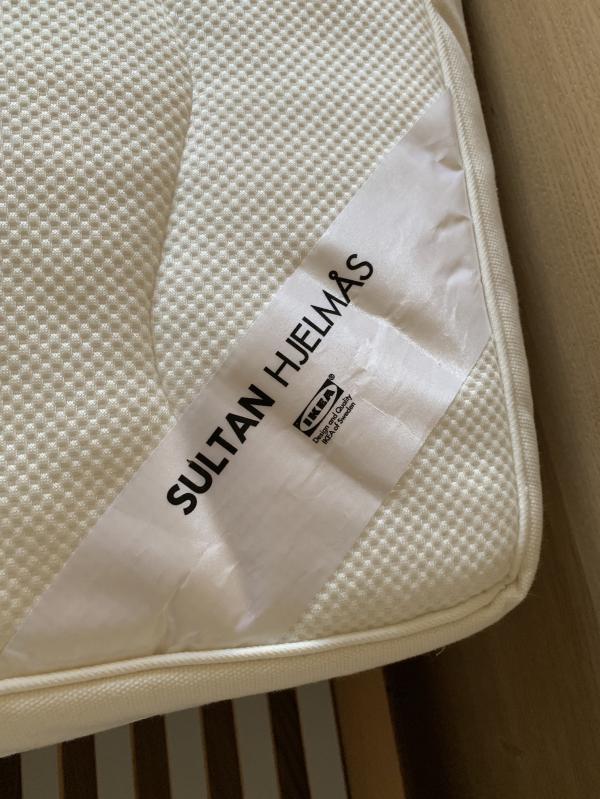 SULTAN HJELMÅS
IKEA®
Design and Quality
IKEA of Sweden